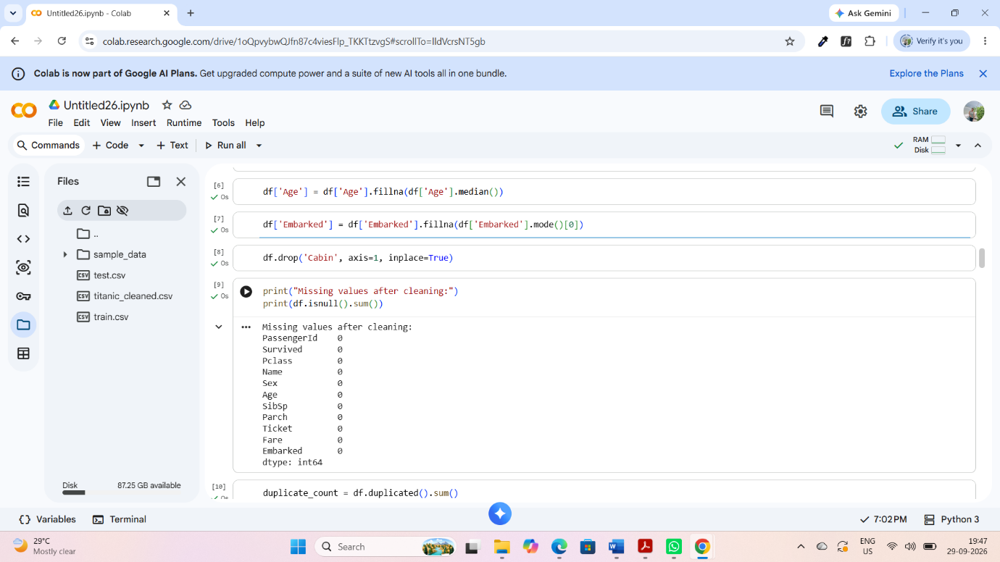 Untitled26.ipynb - Colab
Ask Gemini
colab.research.google.com/drive/1oQpvybwQJfn87c4viesFlp_TKKTtzvgS#scrollTo=IldVcrsNT5gb
Verify it's you
Colab is now part of Google AI Plans. Get upgraded compute power and a suite of new AI tools all in one bundle.
Explore the Plans
Untitled26.ipynb
File Edit View Insert Runtime Tools Help
Share
Commands + Code + Text Run all
RAM
Disk
Files
..
sample_data
CSV test.csv
CSV titanic_cleaned.csv
CSV train.csv
Disk 87.25 GB available
[6]
0s
df['Age'] = df['Age'].fillna(df['Age'].median())
[7]
0s
df['Embarked'] = df['Embarked'].fillna(df['Embarked'].mode()[0])
[8]
0s
df.drop('Cabin', axis=1, inplace=True)
[9]
0s
print("Missing values after cleaning:")
print(df.isnull().sum())
Missing values after cleaning:
PassengerId 0
Survived 0
Pclass 0
Name 0
Sex 0
Age 0
SibSp 0
Parch 0
Ticket 0
Fare 0
Embarked 0
dtype: int64
[10]
0s
duplicate_count = df.duplicated().sum()
{} Variables Terminal
7:02 PM Python 3
29°C
Mostly clear
Search
ENG
US
19:47
29-09-2026